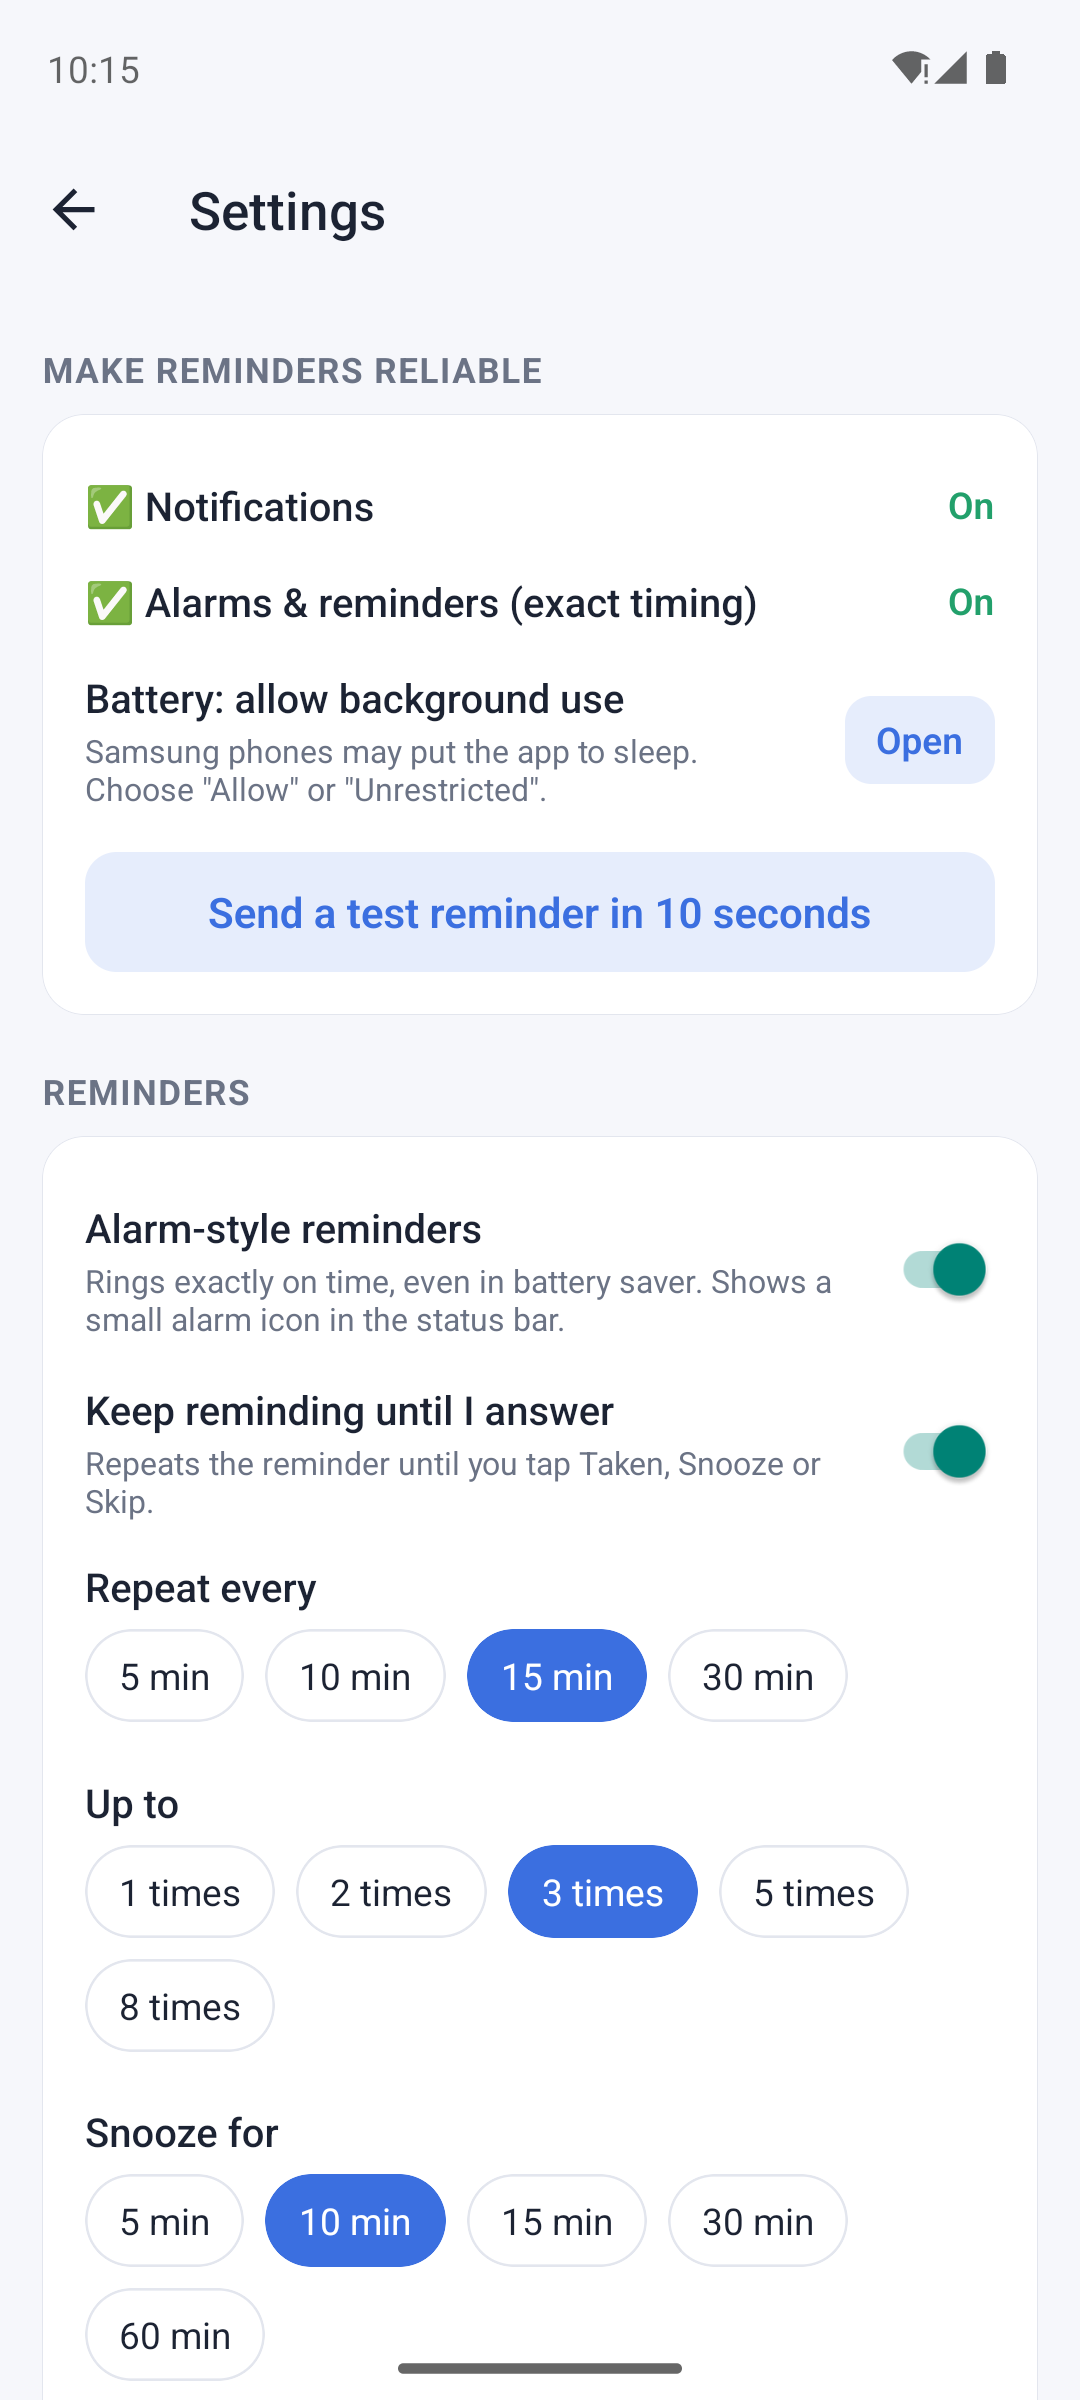 10:15
Settings
MAKE REMINDERS RELIABLE
✅ Notifications
On
✅ Alarms & reminders (exact timing)
On
Battery: allow background use
Samsung phones may put the app to sleep.
Choose "Allow" or "Unrestricted".
Open
Send a test reminder in 10 seconds
REMINDERS
Alarm-style reminders
Rings exactly on time, even in battery saver. Shows a
small alarm icon in the status bar.
Keep reminding until I answer
Repeats the reminder until you tap Taken, Snooze or
Skip.
Repeat every
5 min
10 min
15 min
30 min
Up to
1 times
2 times
3 times
5 times
8 times
Snooze for
5 min
10 min
15 min
30 min
60 min